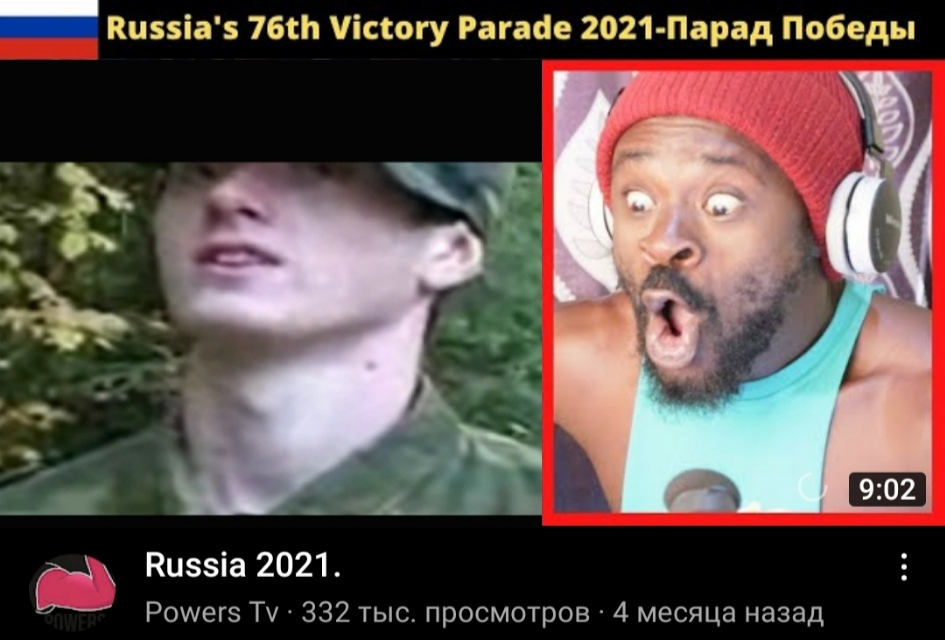 Russia's 76th Victory Parade 2021-Парад Победы
9:02
Russia 2021.
POWERS
Powers Tv · 332 тыс. просмотров · 4 месяца назад